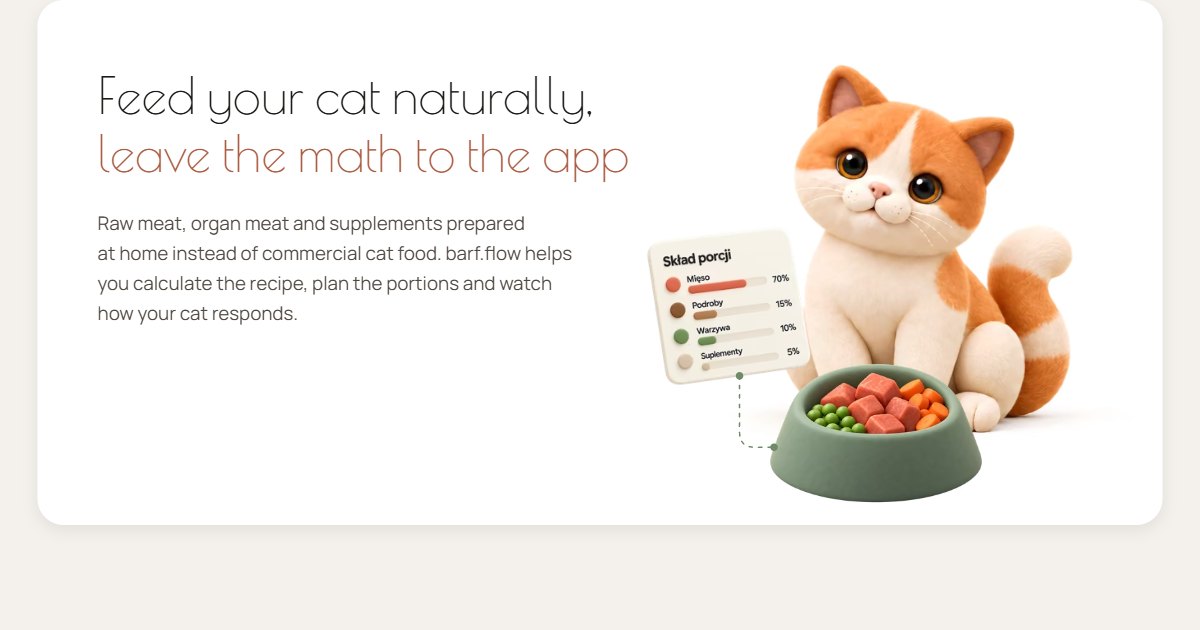 Feed your cat naturally,
leave the math to the app
Raw meat, organ meat and supplements prepared
at home instead of commercial cat food. barf.flow helps
you calculate the recipe, plan the portions and watch
how your cat responds.
Skład porcji
Mięso 70%
Podroby 15%
Warzywa 10%
Suplementy 5%